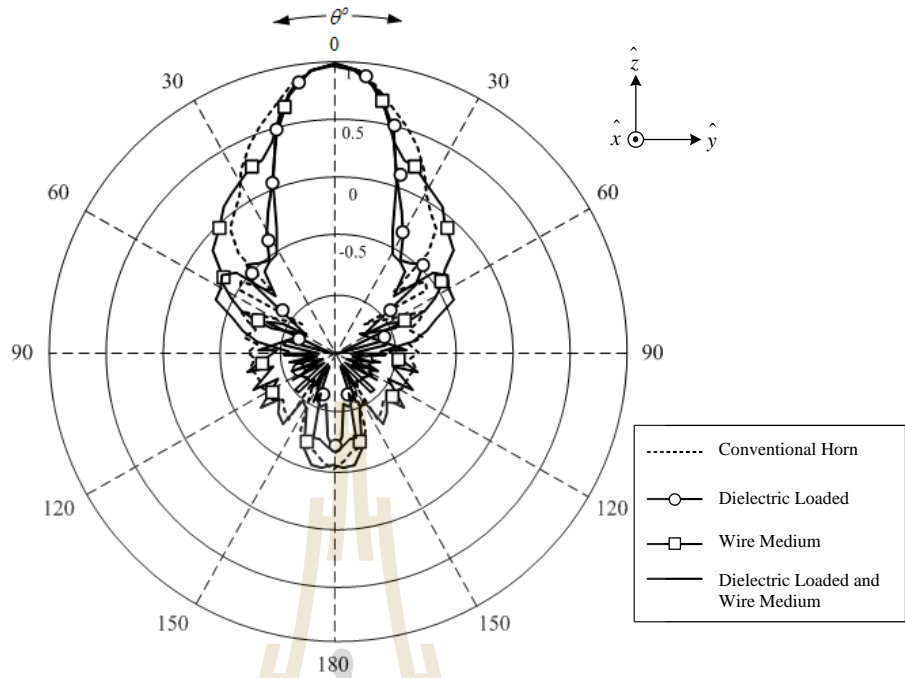 θ°
0
30
30
1
0.5
0
-0.5
60
60
90
90
120
120
150
150
180
ẑ
x̂
ŷ
Conventional Horn
Dielectric Loaded
Wire Medium
Dielectric Loaded and
Wire Medium